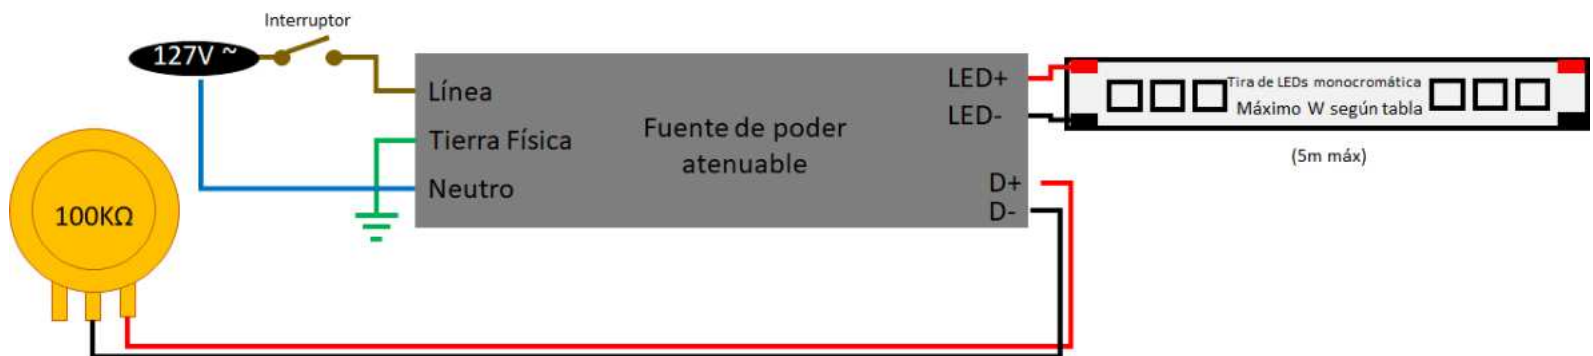 Interruptor
127V ~
Línea
Tierra Física
Neutro
Fuente de poder
atenuable
LED+
LED-
D+
D-
Tira de LEDs monocromática
Máximo W según tabla
(5m máx)
100KΩ